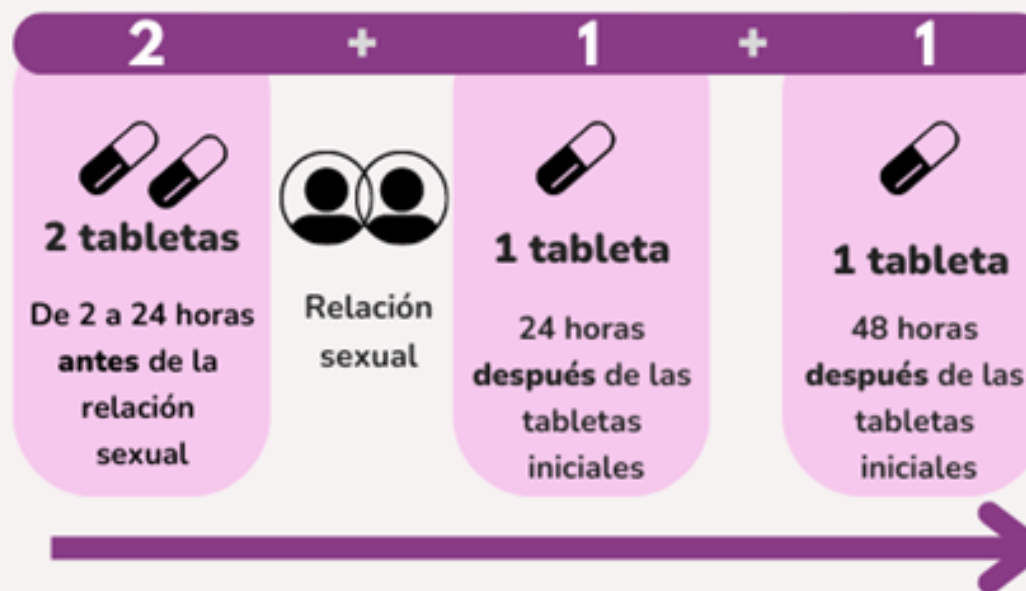 2 + 1 + 1
2 tabletas
De 2 a 24 horas
antes de la
relación
sexual
Relación
sexual
1 tableta
24 horas
después de las
tabletas
iniciales
1 tableta
48 horas
después de las
tabletas
iniciales